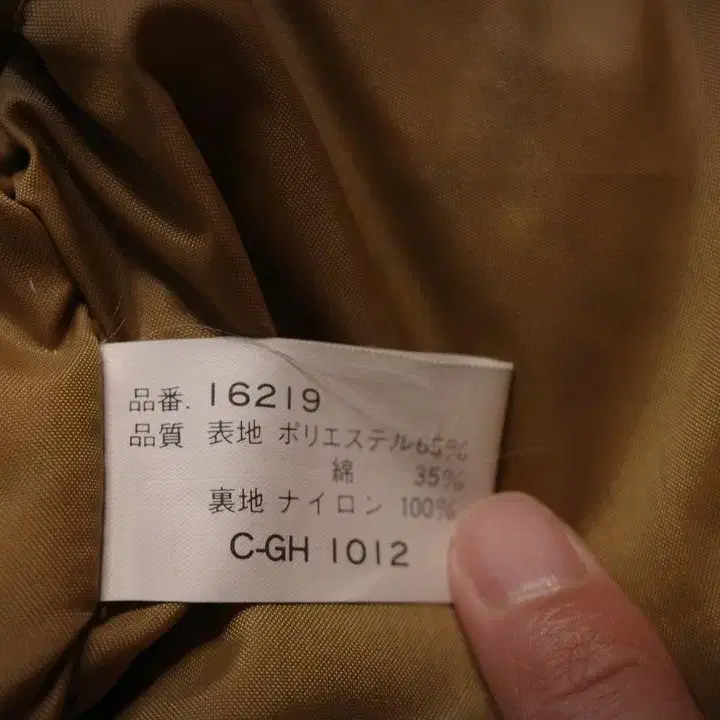 品番. 16219
品質 表地 ポリエステル65%
綿 35%
裏地 ナイロン 100%
C-GH 1012